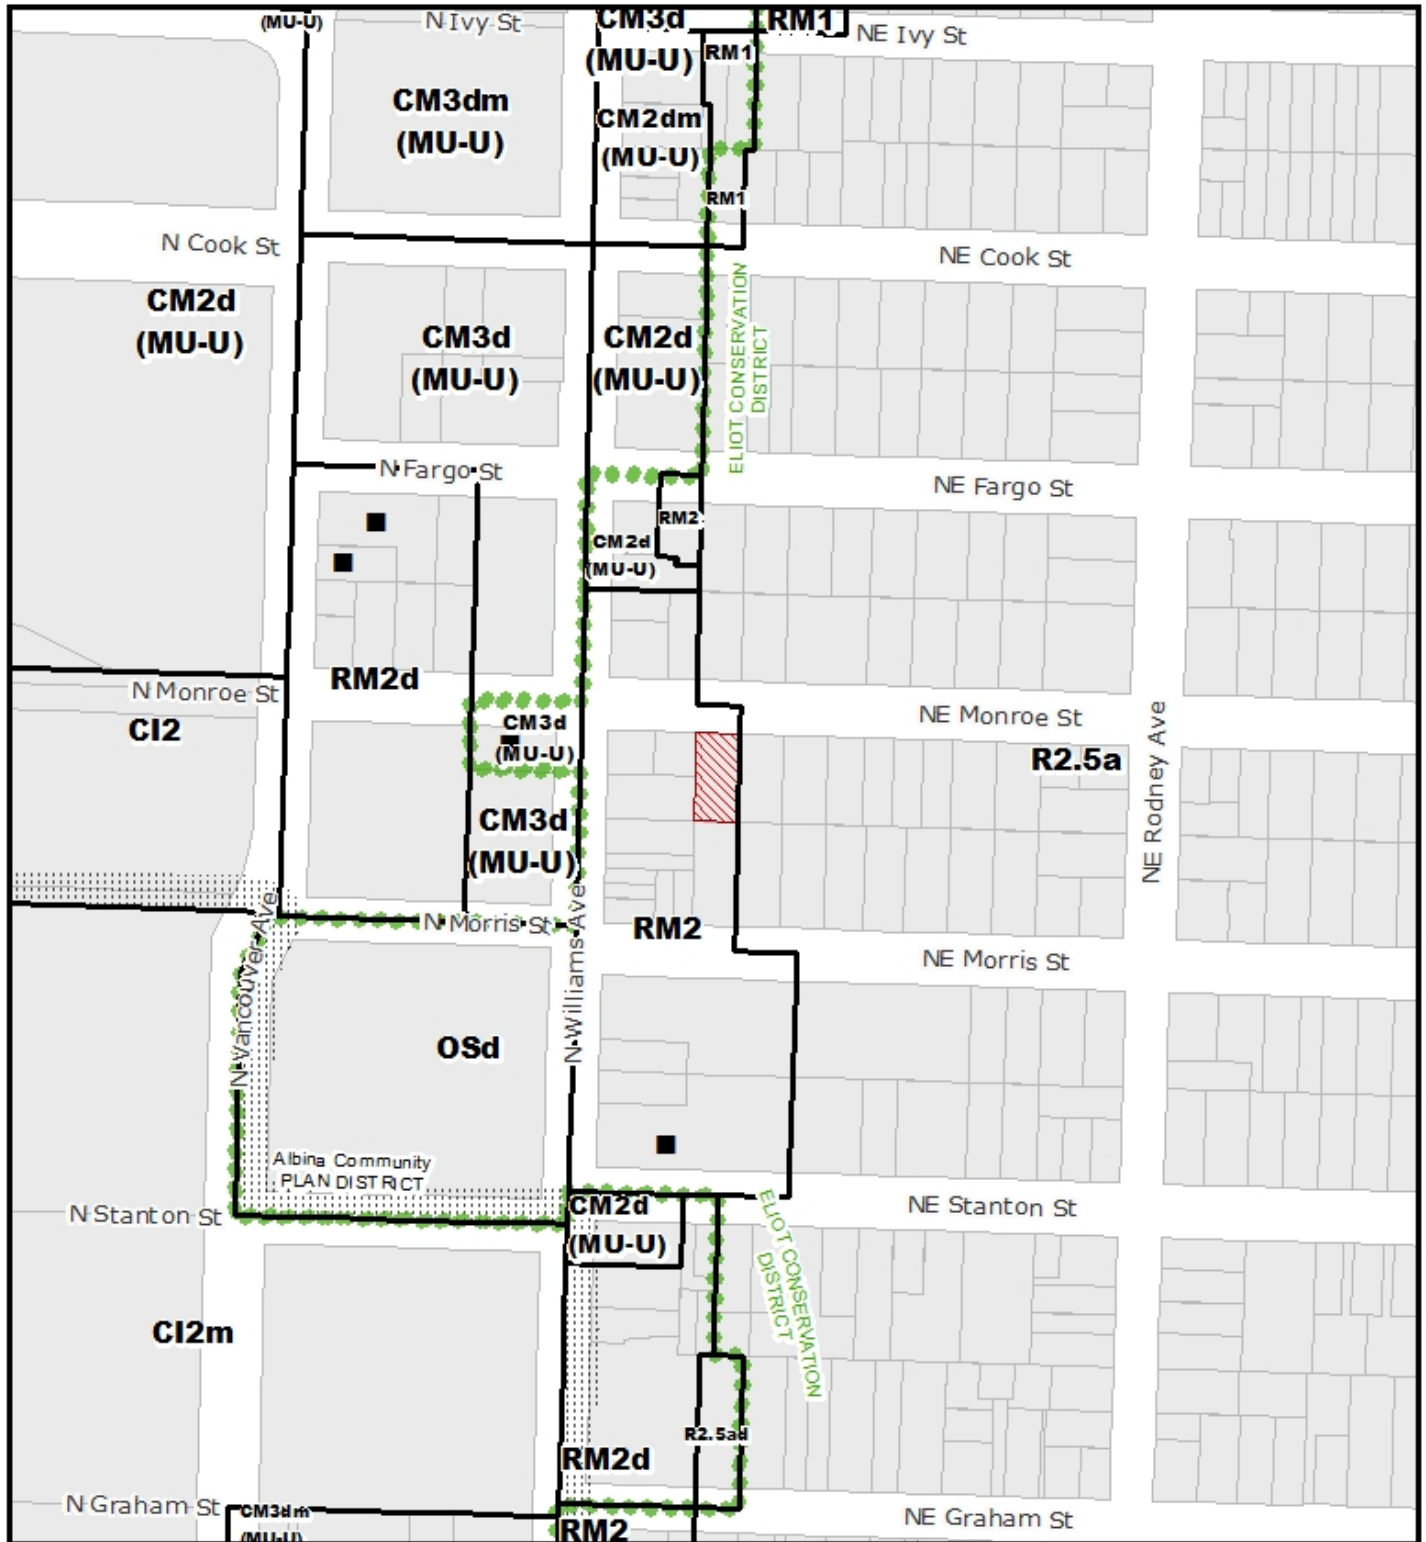 (MU-U)
N Ivy St
CM3d
(MU-U)
RM1
RM1
NE Ivy St
CM3dm
(MU-U)
CM2dm
(MU-U)
RM1
N Cook St
NE Cook St
CM2d
(MU-U)
CM3d
(MU-U)
CM2d
(MU-U)
ELIOT CONSERVATION
DISTRICT
N Fargo St
NE Fargo St
RM2
CM2d
(MU-U)
RM2d
N Monroe St
NE Monroe St
CI2
CM3d
(MU-U)
R2.5a
NE Rodney Ave
CM3d
(MU-U)
N Morris St
RM2
NE Morris St
N Vancouver Ave
N Williams Ave
OSd
Albina Community
PLAN DISTRICT
N Stanton St
CM2d
(MU-U)
NE Stanton St
ELIOT CONSERVATION
DISTRICT
CI2m
R2.5ad
RM2d
N Graham St
CM3dm
(MU-U)
RM2
NE Graham St